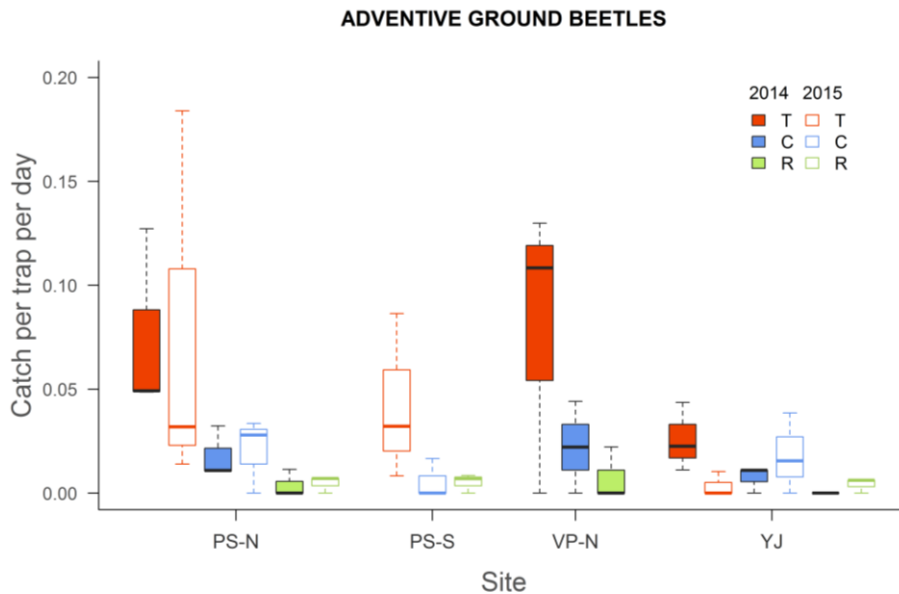 ADVENTIVE GROUND BEETLES
0.20
0.15
0.10
0.05
0.00
Catch per trap per day
2014 2015
T T
C C
R R
PS-N PS-S VP-N YJ
Site